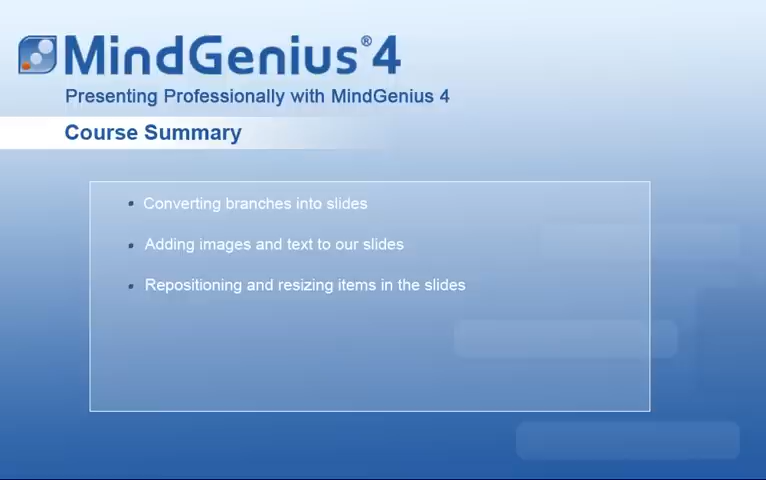 MindGenius® 4
Presenting Professionally with MindGenius 4
Course Summary
• Converting branches into slides
• Adding images and text to our slides
• Repositioning and resizing items in the slides